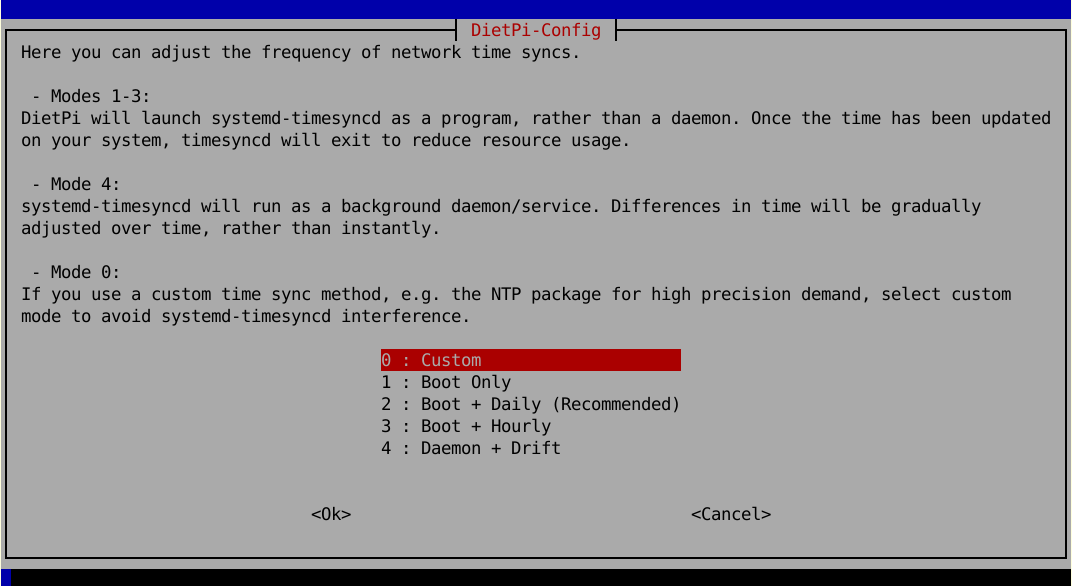 DietPi-Config
Here you can adjust the frequency of network time syncs.
- Modes 1-3:
DietPi will launch systemd-timesyncd as a program, rather than a daemon. Once the time has been updated
on your system, timesyncd will exit to reduce resource usage.
- Mode 4:
systemd-timesyncd will run as a background daemon/service. Differences in time will be gradually
adjusted over time, rather than instantly.
- Mode 0:
If you use a custom time sync method, e.g. the NTP package for high precision demand, select custom
mode to avoid systemd-timesyncd interference.
0 : Custom
1 : Boot Only
2 : Boot + Daily (Recommended)
3 : Boot + Hourly
4 : Daemon + Drift
<Ok> <Cancel>